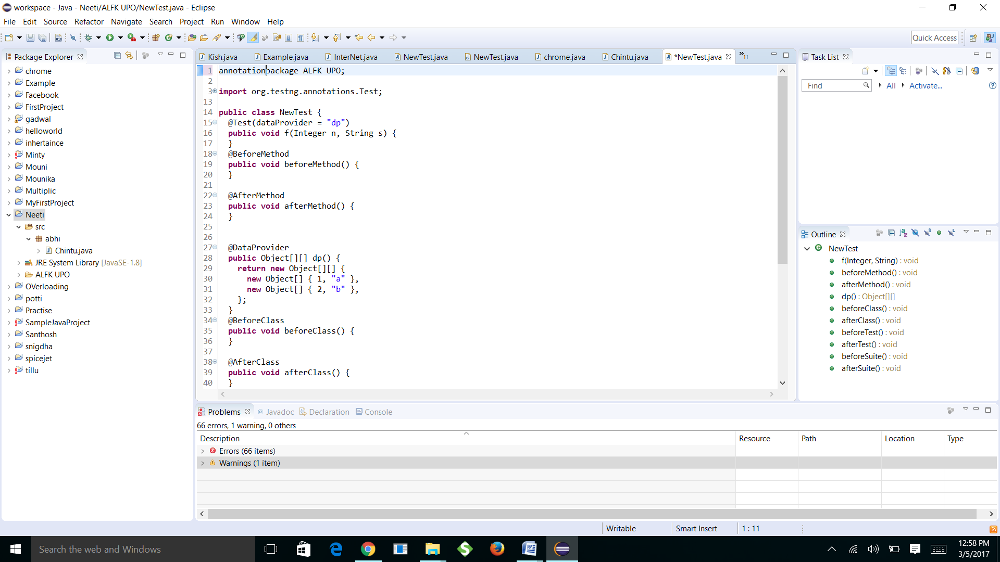 workspace - Java - Neeti/ALFK UPO/NewTest.java - Eclipse
File Edit Source Refactor Navigate Search Project Run Window Help
Quick Access
Package Explorer
chrome
Example
Facebook
FirstProject
gadwal
helloworld
inhertaince
Minty
Mouni
Mounika
Multiplic
MyFirstProject
Neeti
src
abhi
Chintu.java
JRE System Library [JavaSE-1.8]
ALFK UPO
OVerloading
potti
Practise
SampleJavaProject
Santhosh
snigdha
spicejet
tillu
Kish.java Example.java InterNet.java NewTest.java NewTest.java chrome.java Chintu.java *NewTest.java »11
1 annotationpackage ALFK UPO;
2
3 import org.testng.annotations.Test;
13
14 public class NewTest {
15 @Test(dataProvider = "dp")
16 public void f(Integer n, String s) {
17 }
18 @BeforeMethod
19 public void beforeMethod() {
20 }
21
22 @AfterMethod
23 public void afterMethod() {
24 }
25
26
27 @DataProvider
28 public Object[][] dp() {
29 return new Object[][] {
30 new Object[] { 1, "a" },
31 new Object[] { 2, "b" },
32 };
33 }
34 @BeforeClass
35 public void beforeClass() {
36 }
37
38 @AfterClass
39 public void afterClass() {
40 }
Task List
Find All Activate...
Outline
NewTest
f(Integer, String) : void
beforeMethod() : void
afterMethod() : void
dp() : Object[][]
beforeClass() : void
afterClass() : void
beforeTest() : void
afterTest() : void
beforeSuite() : void
afterSuite() : void
Problems @ Javadoc Declaration Console
66 errors, 1 warning, 0 others
Description Resource Path Location Type
Errors (66 items)
Warnings (1 item)
Writable Smart Insert 1 : 11
Search the web and Windows
12:58 PM
3/5/2017